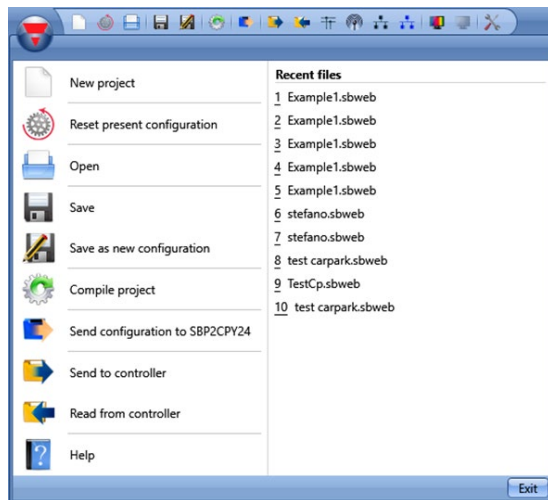 New project
Reset present configuration
Open
Save
Save as new configuration
Compile project
Send configuration to SBP2CPY24
Send to controller
Read from controller
Help
Recent files
1 Example1.sbweb
2 Example1.sbweb
3 Example1.sbweb
4 Example1.sbweb
5 Example1.sbweb
6 stefano.sbweb
7 stefano.sbweb
8 test carpark.sbweb
9 TestCp.sbweb
10 test carpark.sbweb
Exit